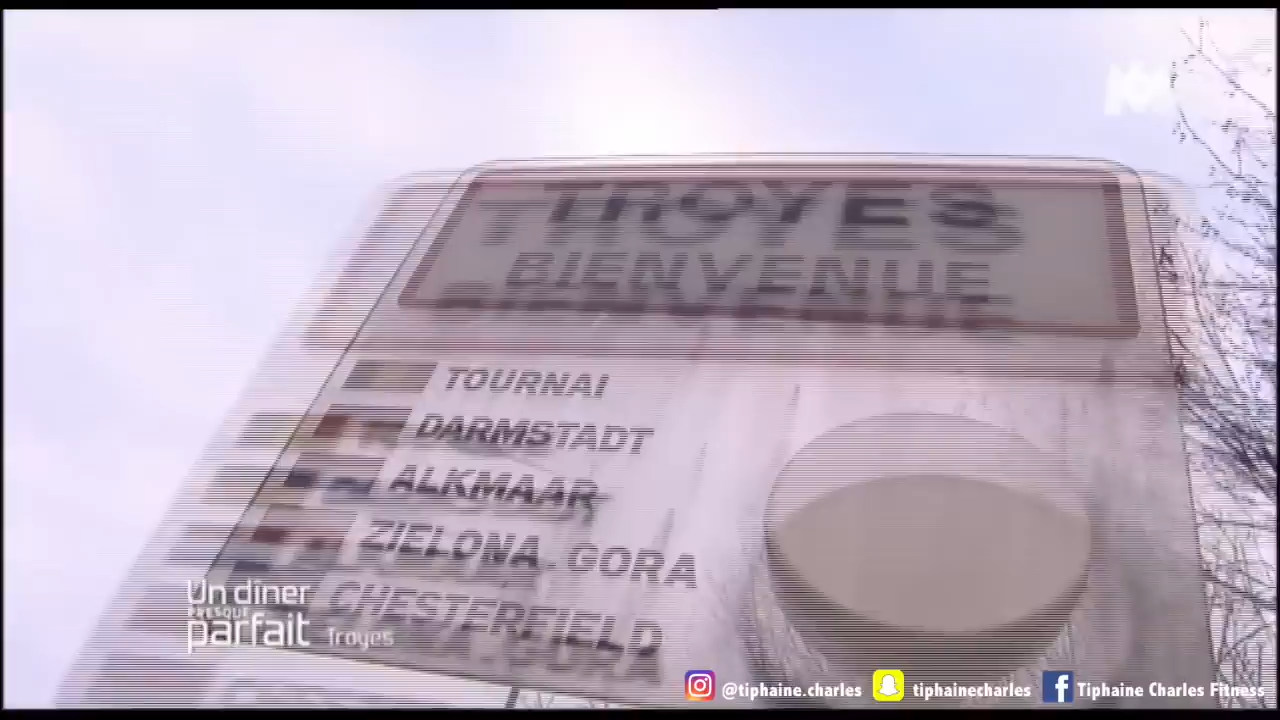 TROYES
BIENVENUE
TOURNAI
DARMSTADT
ALKMAAR
ZIELONA GORA
CHESTERFIELD
Un dîner
PRESQUE
parfait Troyes
@tiphaine.charles tiphainecharles Tiphaine Charles Fitness